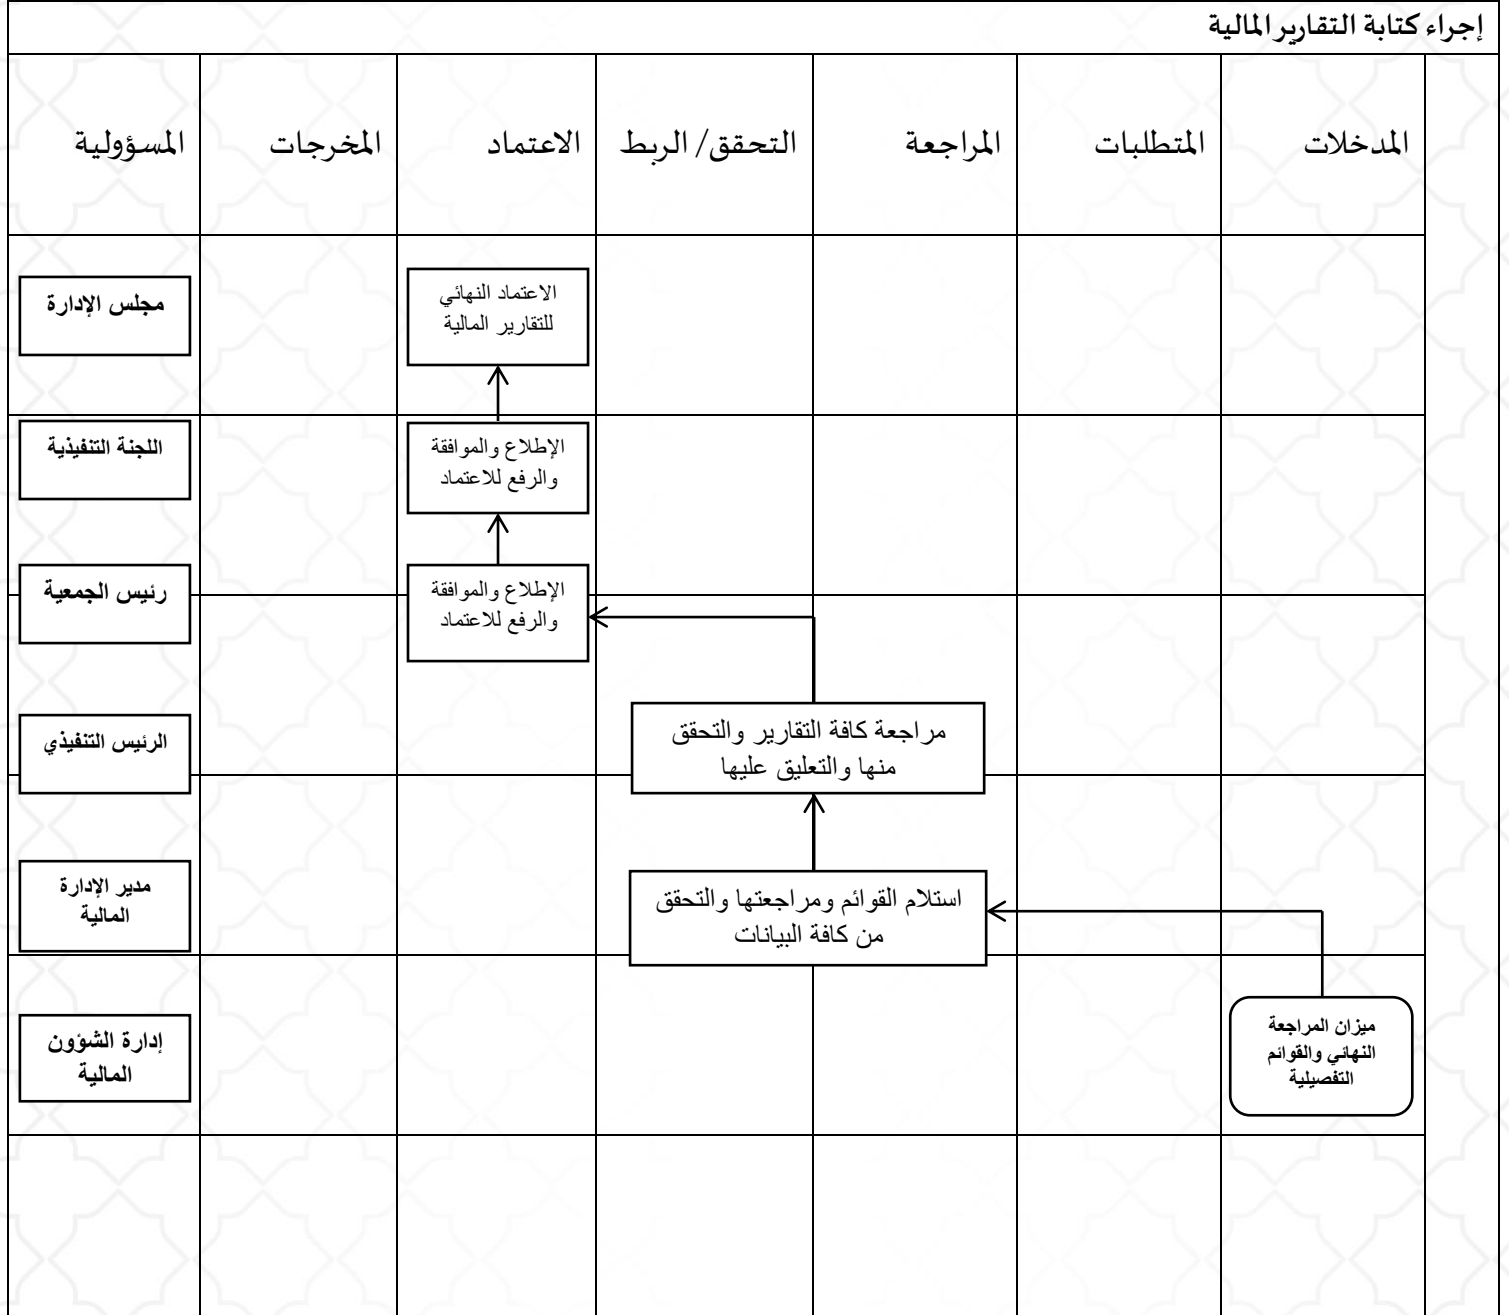 إجراء كتابة التقارير المالية
المدخلات
المتطلبات
المراجعة
التحقق/ الربط
الاعتماد
المخرجات
المسؤولية
الاعتماد النهائي
للتقارير المالية
مجلس الإدارة
الإطلاع والموافقة
والرفع للاعتماد
اللجنة التنفيذية
الإطلاع والموافقة
والرفع للاعتماد
رئيس الجمعية
مراجعة كافة التقارير والتحقق
منها والتعليق عليها
الرئيس التنفيذي
استلام القوائم ومراجعتها والتحقق
من كافة البيانات
مدير الإدارة
المالية
ميزان المراجعة
النهائي والقوائم
التفصيلية
إدارة الشؤون
المالية